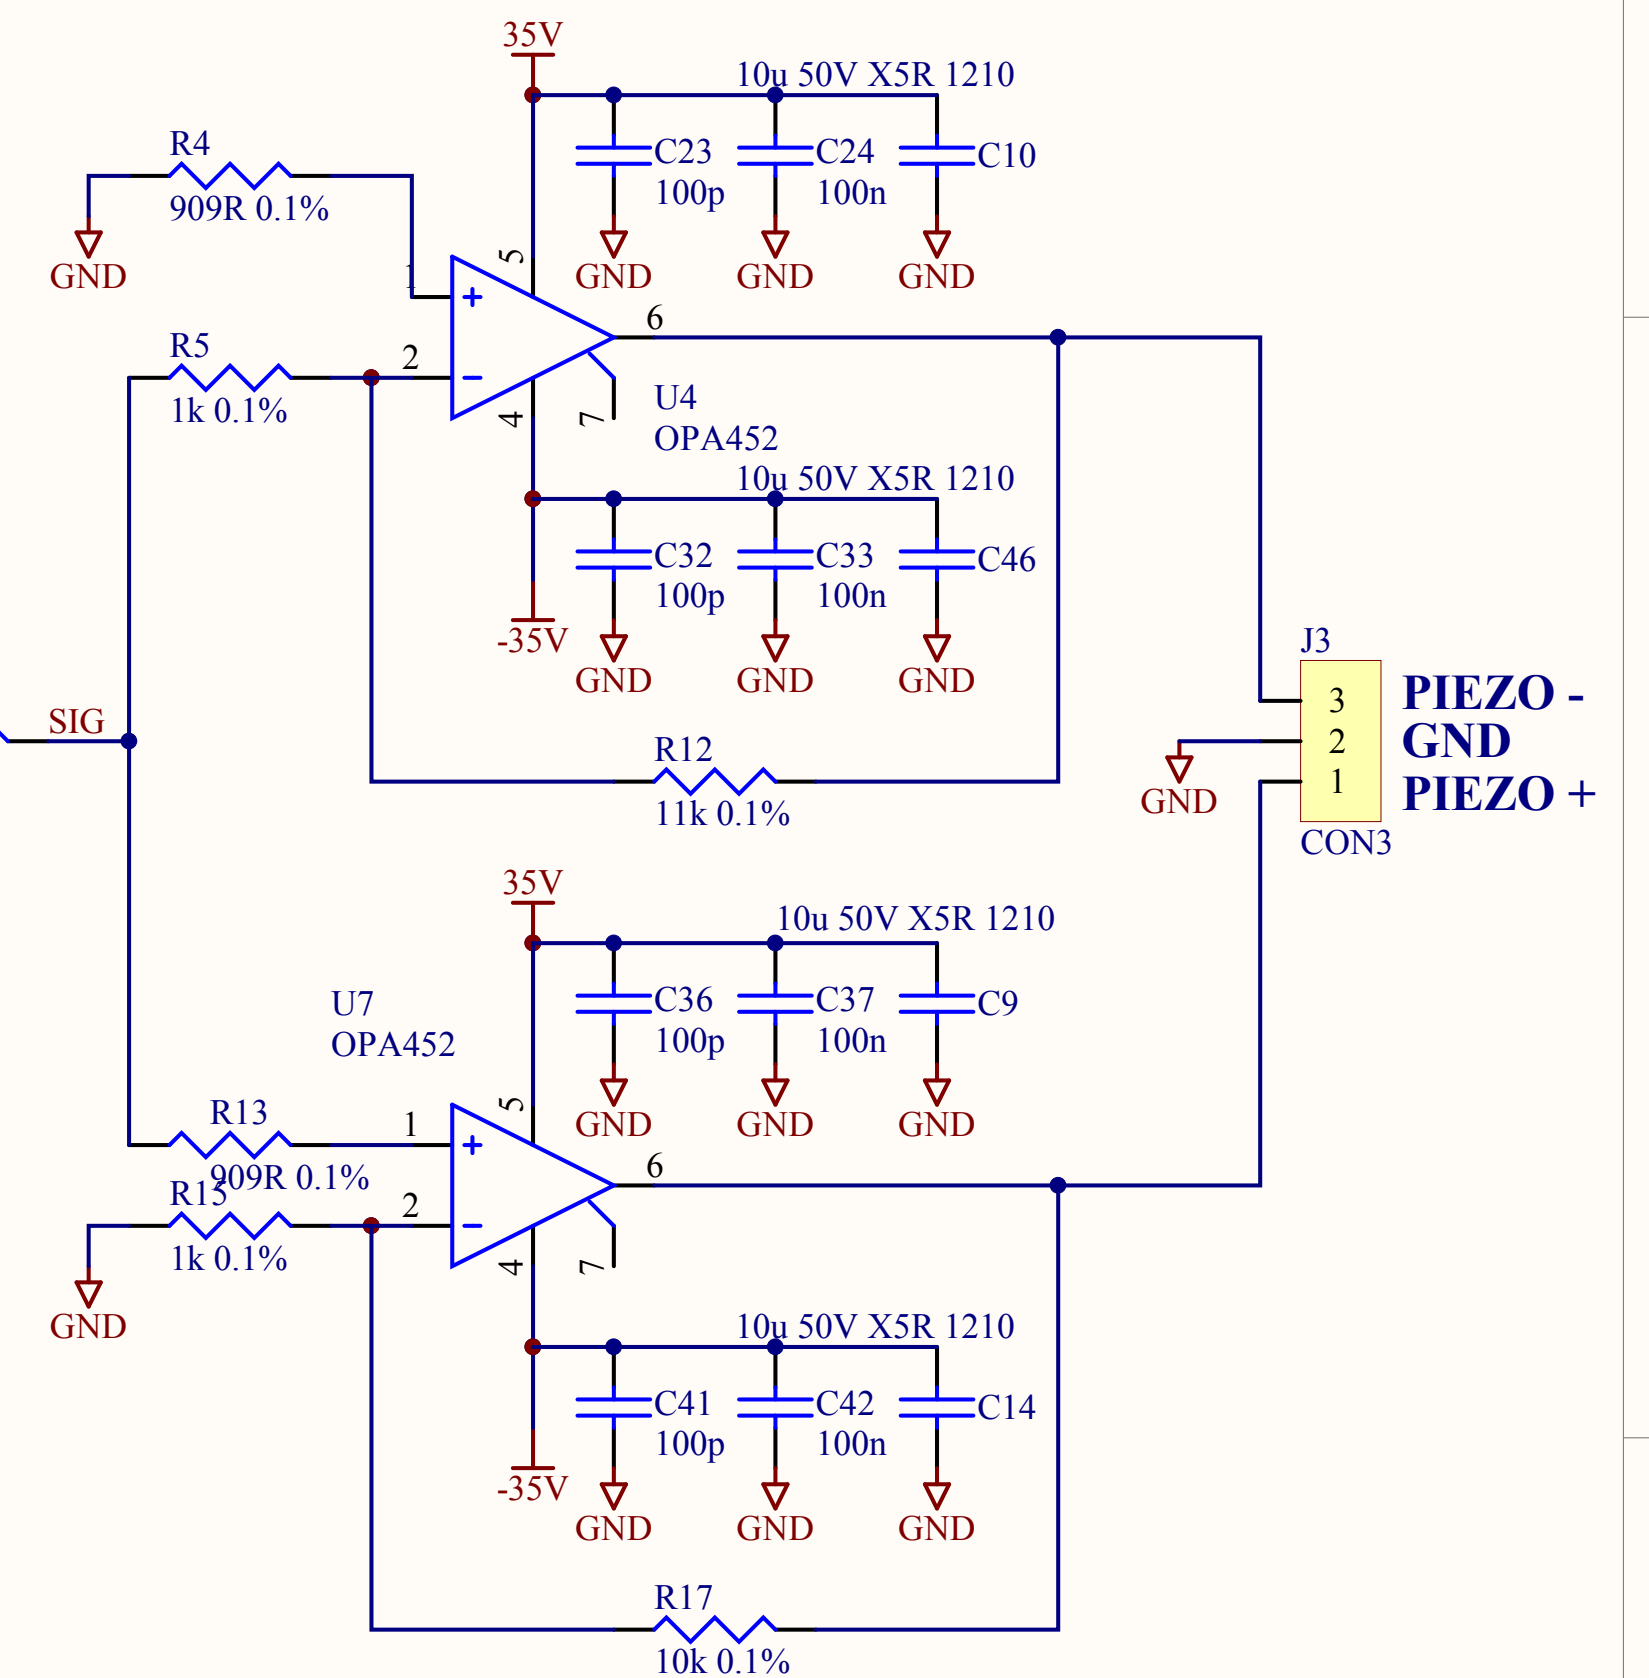 35V
10u 50V X5R 1210
R4
909R 0.1%
GND
C23
100p
GND
C24
100n
GND
C10
GND
1
5
+
6
R5
1k 0.1%
2
-
4
7
U4
OPA452
10u 50V X5R 1210
C32
100p
GND
C33
100n
GND
C46
GND
-35V
SIG
R12
11k 0.1%
J3
3
PIEZO -
2
GND
1
PIEZO +
GND
CON3
35V
10u 50V X5R 1210
C36
100p
GND
C37
100n
GND
C9
GND
U7
OPA452
R13
909R 0.1%
1
5
+
6
R15
1k 0.1%
2
-
GND
4
7
10u 50V X5R 1210
C41
100p
GND
C42
100n
GND
C14
GND
-35V
R17
10k 0.1%